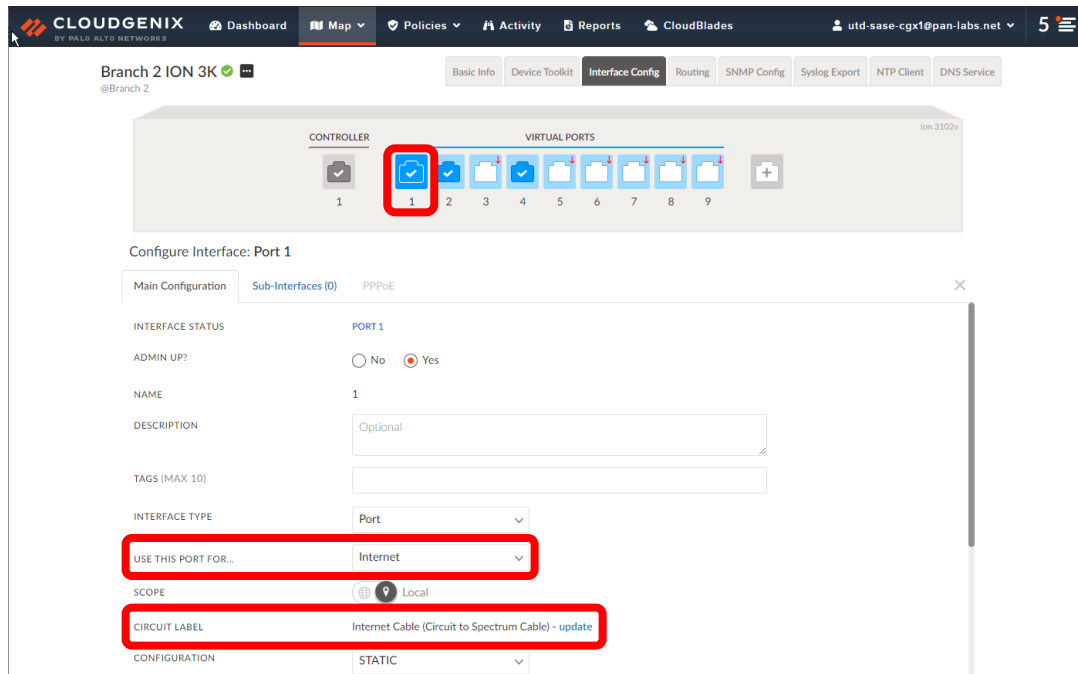 CLOUDGENIX
BY PALO ALTO NETWORKS
Dashboard Map Policies Activity Reports CloudBlades utd-sase-cgx1@pan-labs.net 5
Branch 2 ION 3K
@Branch 2
Basic Info Device Toolkit Interface Config Routing SNMP Config Syslog Export NTP Client DNS Service
ion 3102v
CONTROLLER VIRTUAL PORTS
1 1 2 3 4 5 6 7 8 9
Configure Interface: Port 1
Main Configuration Sub-Interfaces (0) PPPoE
INTERFACE STATUS PORT 1
ADMIN UP? No Yes
NAME 1
DESCRIPTION Optional
TAGS (MAX 10)
INTERFACE TYPE Port
USE THIS PORT FOR... Internet
SCOPE Local
CIRCUIT LABEL Internet Cable (Circuit to Spectrum Cable) - update
CONFIGURATION STATIC